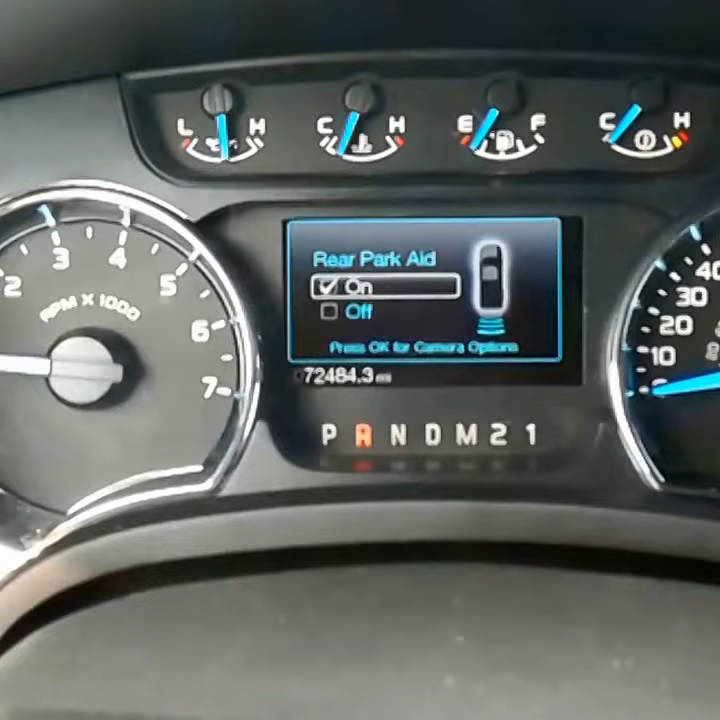 L H
C H
E F
C H
2 3 4 5 6 7
RPM X 1000
Rear Park Aid
On
Off
Press OK for Camera Options
72484.3 mi
P R N D M 2 1
40
30
20
10